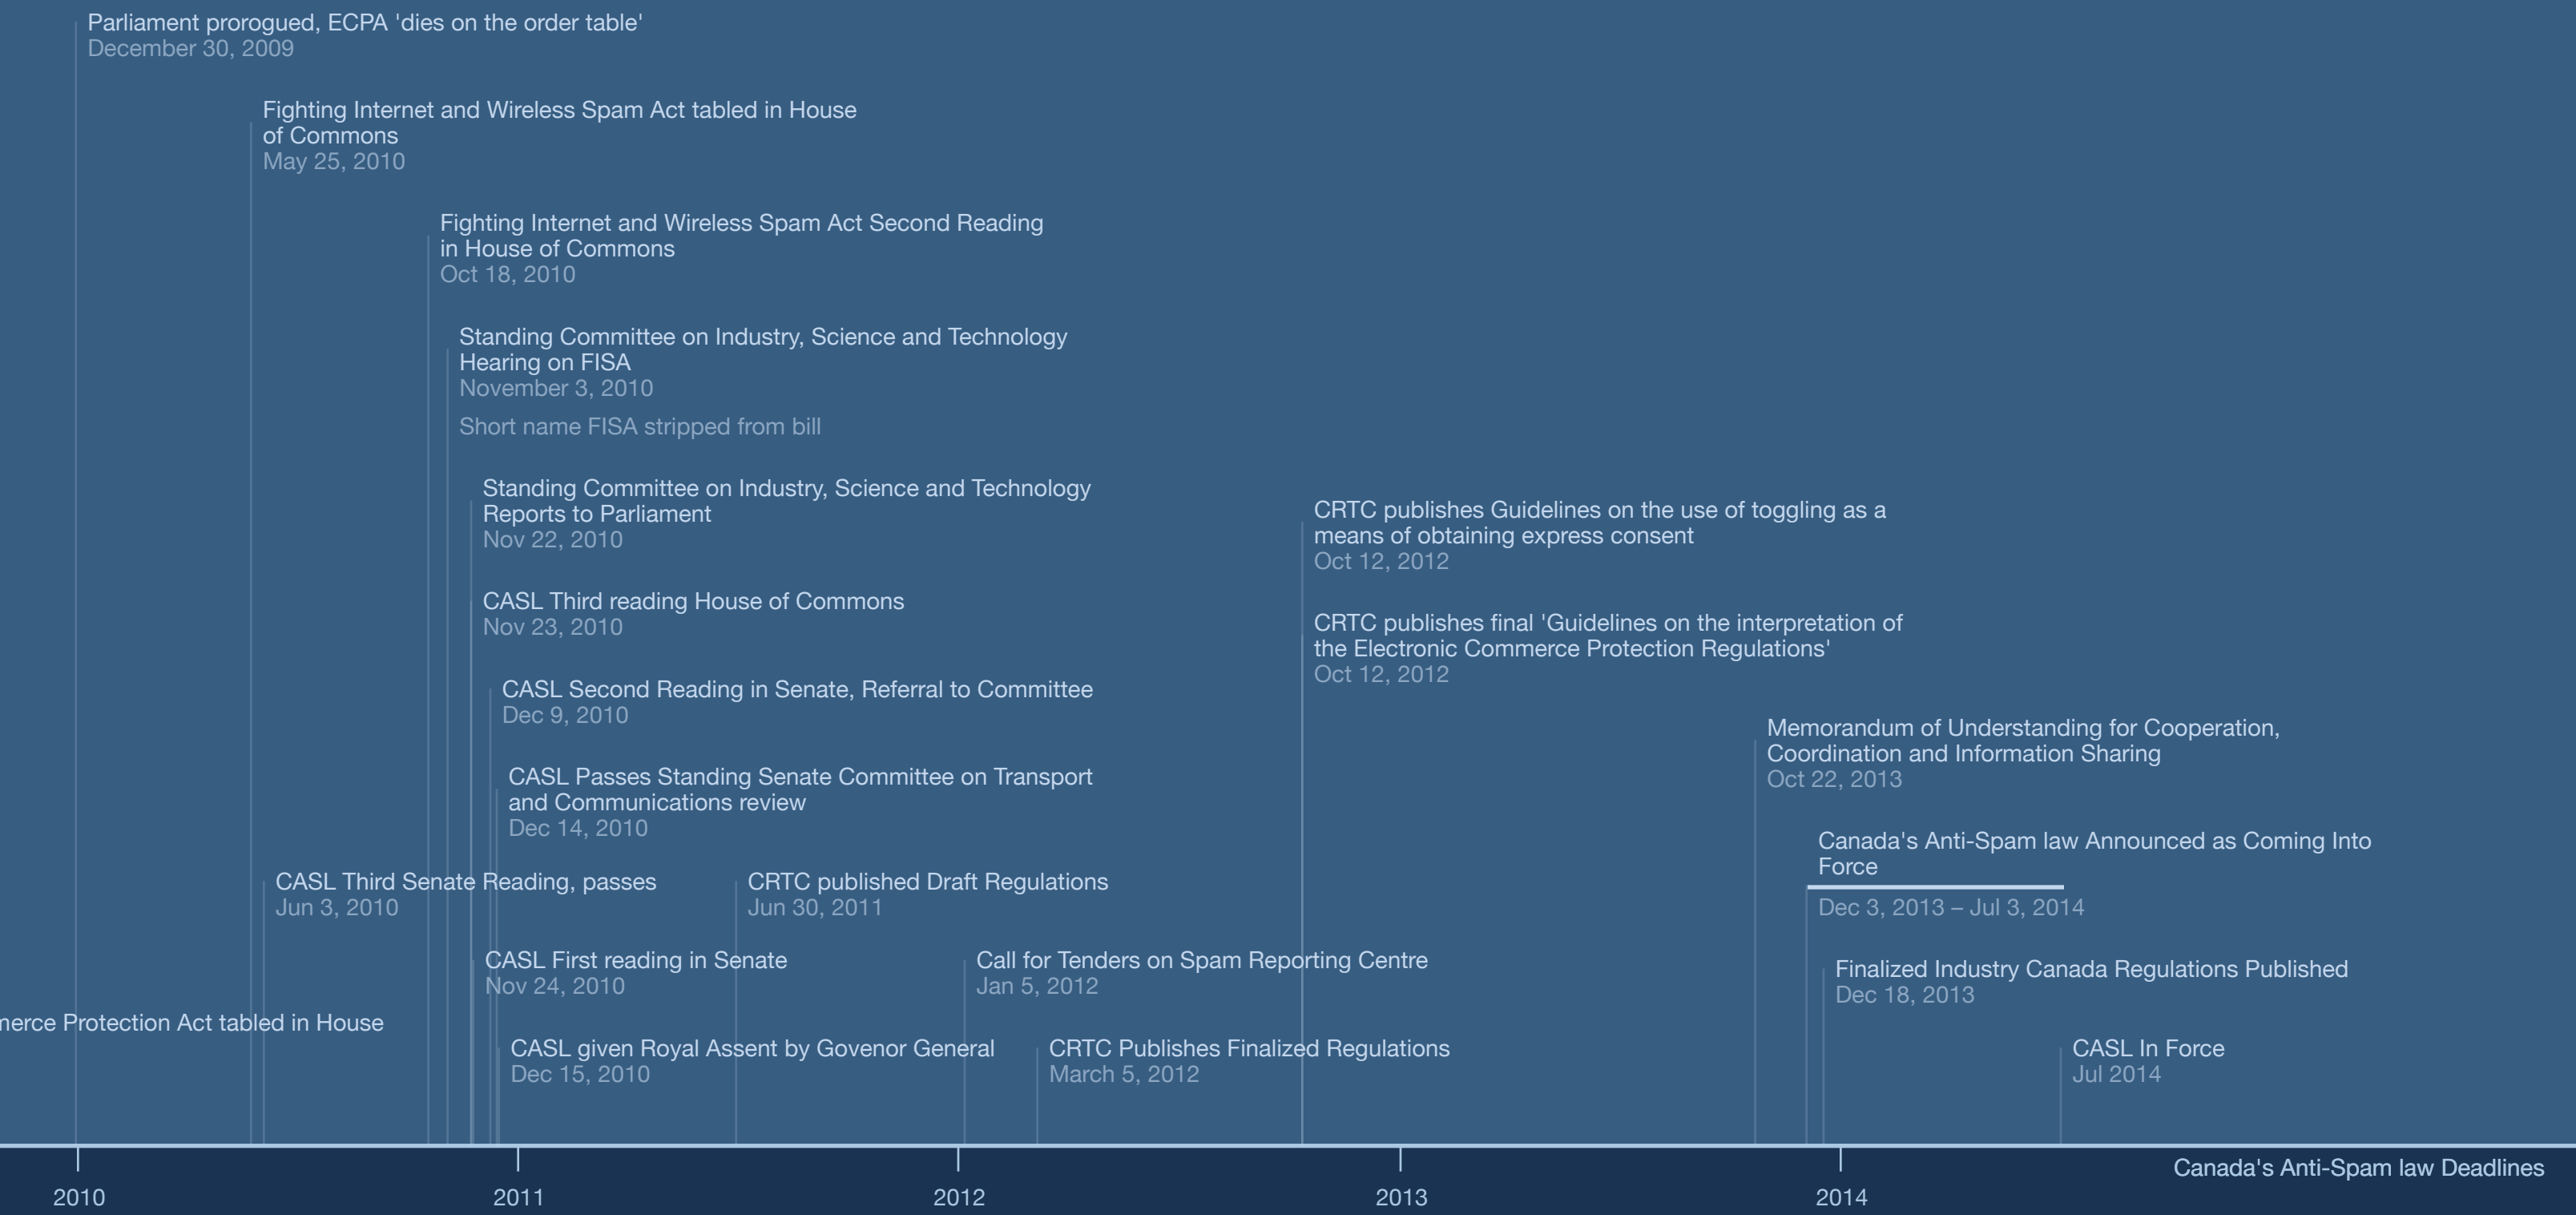 Parliament prorogued, ECPA 'dies on the order table'
December 30, 2009
Fighting Internet and Wireless Spam Act tabled in House
of Commons
May 25, 2010
Fighting Internet and Wireless Spam Act Second Reading
in House of Commons
Oct 18, 2010
Standing Committee on Industry, Science and Technology
Hearing on FISA
November 3, 2010
Short name FISA stripped from bill
Standing Committee on Industry, Science and Technology
Reports to Parliament
Nov 22, 2010
CASL Third reading House of Commons
Nov 23, 2010
CASL Second Reading in Senate, Referral to Committee
Dec 9, 2010
CASL Passes Standing Senate Committee on Transport
and Communications review
Dec 14, 2010
CASL Third Senate Reading, passes
Jun 3, 2010
CASL First reading in Senate
Nov 24, 2010
Protection Act tabled in House
CASL given Royal Assent by Govenor General
Dec 15, 2010
CRTC published Draft Regulations
Jun 30, 2011
Call for Tenders on Spam Reporting Centre
Jan 5, 2012
CRTC Publishes Finalized Regulations
March 5, 2012
CRTC publishes Guidelines on the use of toggling as a
means of obtaining express consent
Oct 12, 2012
CRTC publishes final 'Guidelines on the interpretation of
the Electronic Commerce Protection Regulations'
Oct 12, 2012
Memorandum of Understanding for Cooperation,
Coordination and Information Sharing
Oct 22, 2013
Canada's Anti-Spam law Announced as Coming Into
Force
Dec 3, 2013 – Jul 3, 2014
Finalized Industry Canada Regulations Published
Dec 18, 2013
CASL In Force
Jul 2014
Canada's Anti-Spam law Deadlines
2010
2011
2012
2013
2014